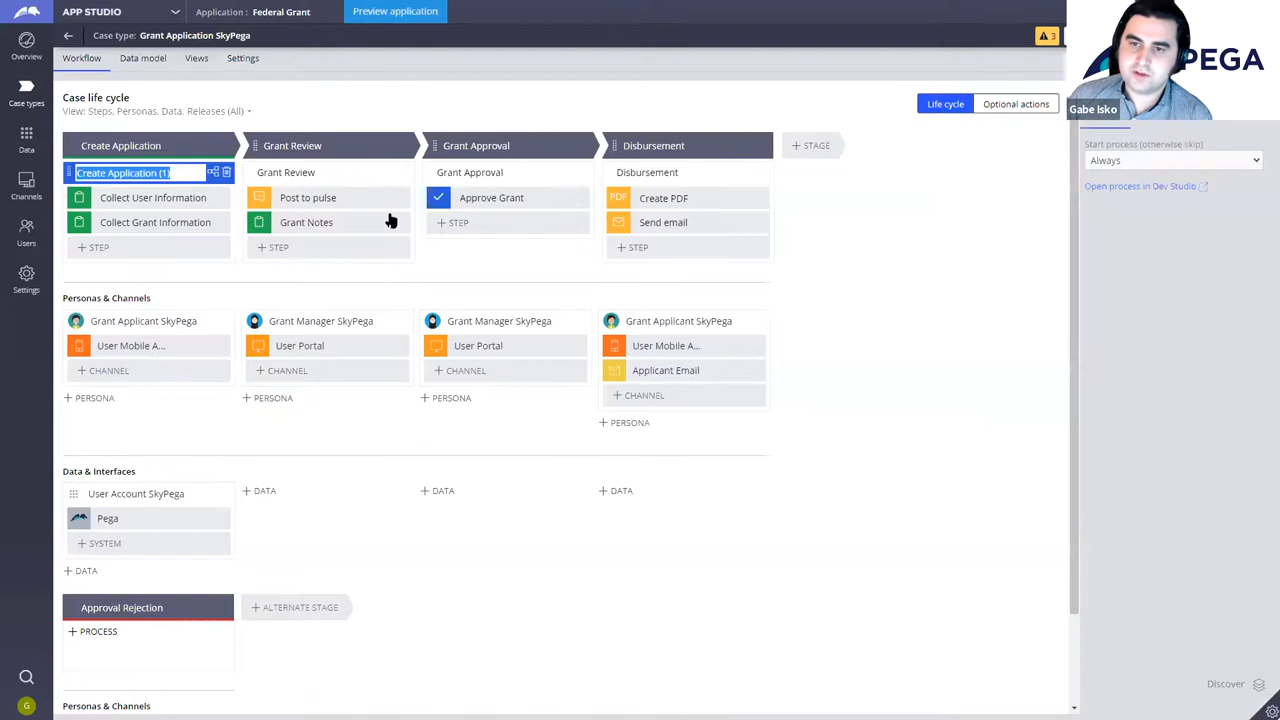 APP STUDIO
Application : Federal Grant
Preview application
Case type: Grant Application SkyPega
3
Workflow
Data model
Views
Settings
Overview
Case types
Data
Channels
Users
Settings
PEGA
Gabe Isko
Case life cycle
View: Steps, Personas, Data, Releases (All)
Life cycle
Optional actions
Create Application
Grant Review
Grant Approval
Disbursement
+ STAGE
Create Application (1)
Grant Review
Grant Approval
Disbursement
Collect User Information
Post to pulse
Approve Grant
PDF
Create PDF
Collect Grant Information
Grant Notes
+ STEP
Send email
+ STEP
+ STEP
+ STEP
Start process (otherwise skip)
Always
Open process in Dev Studio
Personas & Channels
Grant Applicant SkyPega
Grant Manager SkyPega
Grant Manager SkyPega
Grant Applicant SkyPega
User Mobile A...
User Portal
User Portal
User Mobile A...
+ CHANNEL
+ CHANNEL
+ CHANNEL
Applicant Email
+ CHANNEL
+ PERSONA
+ PERSONA
+ PERSONA
+ PERSONA
Data & Interfaces
User Account SkyPega
+ DATA
+ DATA
+ DATA
Pega
+ SYSTEM
+ DATA
Approval Rejection
+ ALTERNATE STAGE
+ PROCESS
Personas & Channels
Discover
G